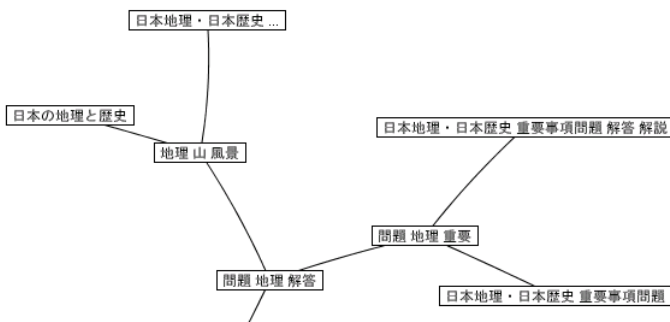 日本地理・日本歴史 ...
日本の地理と歴史
日本地理・日本歴史 重要事項問題 解答 解説
地理 山 風景
問題 地理 重要
問題 地理 解答
日本地理・日本歴史 重要事項問題